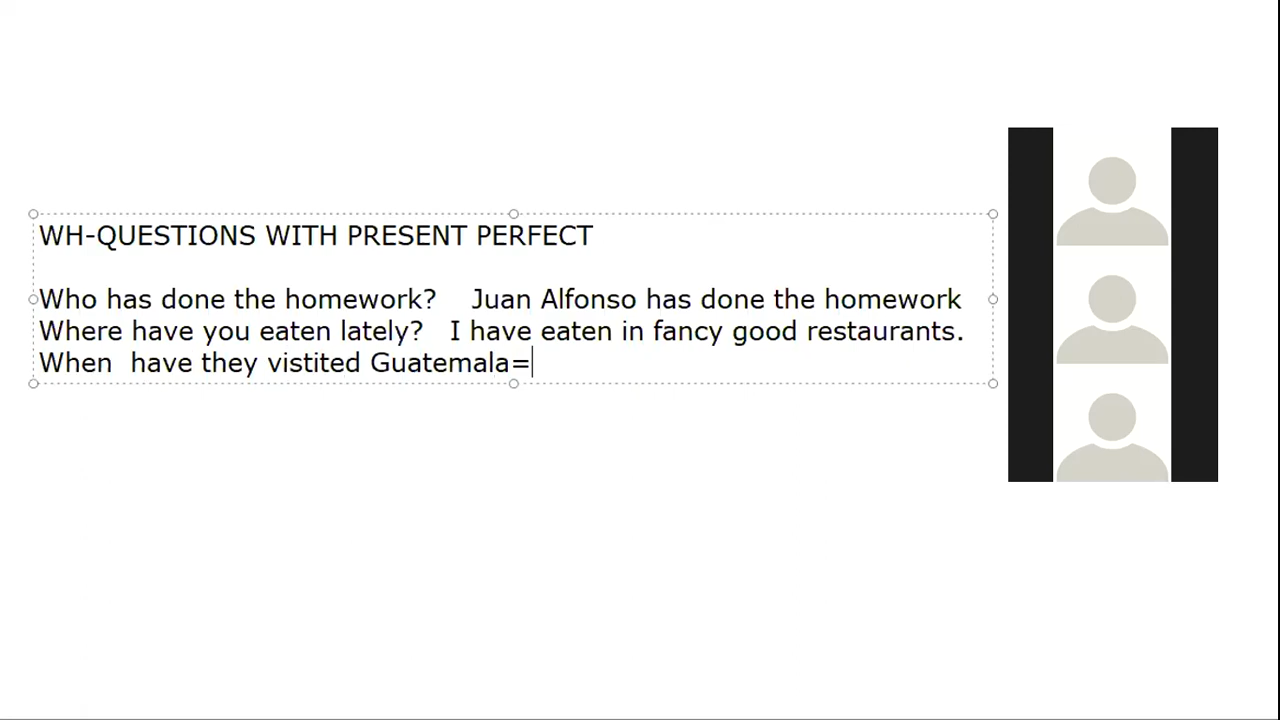 WH-QUESTIONS WITH PRESENT PERFECT
Who has done the homework?    Juan Alfonso has done the homework
Where have you eaten lately?   I have eaten in fancy good restaurants.
When  have they vistited Guatemala=